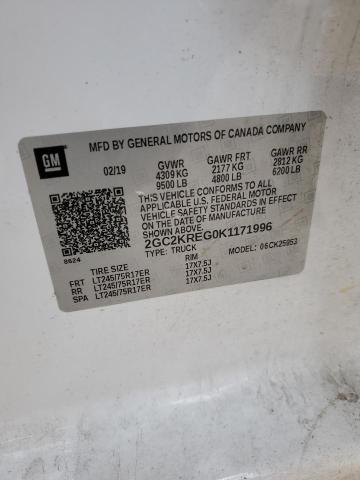 GM
MFD BY GENERAL MOTORS OF CANADA COMPANY
02/19 GVWR GAWR FRT GAWR RR
4309 KG 2177 KG 2812 KG
9500 LB 4800 LB 6200 LB
THIS VEHICLE CONFORMS TO ALL
APPLICABLE U.S. FEDERAL MOTOR
VEHICLE SAFETY STANDARDS
IN EFFECT ON THE
DATE OF MANUFACTURE
SHOWN ABOVE.
2GC2KREG0K1171996
8624 TYPE: TRUCK MODEL: 06CK25953
TIRE SIZE RIM
FRT LT245/75R17ER 17X7.5J
RR LT245/75R17ER 17X7.5J
SPA LT245/75R17ER 17X7.5J